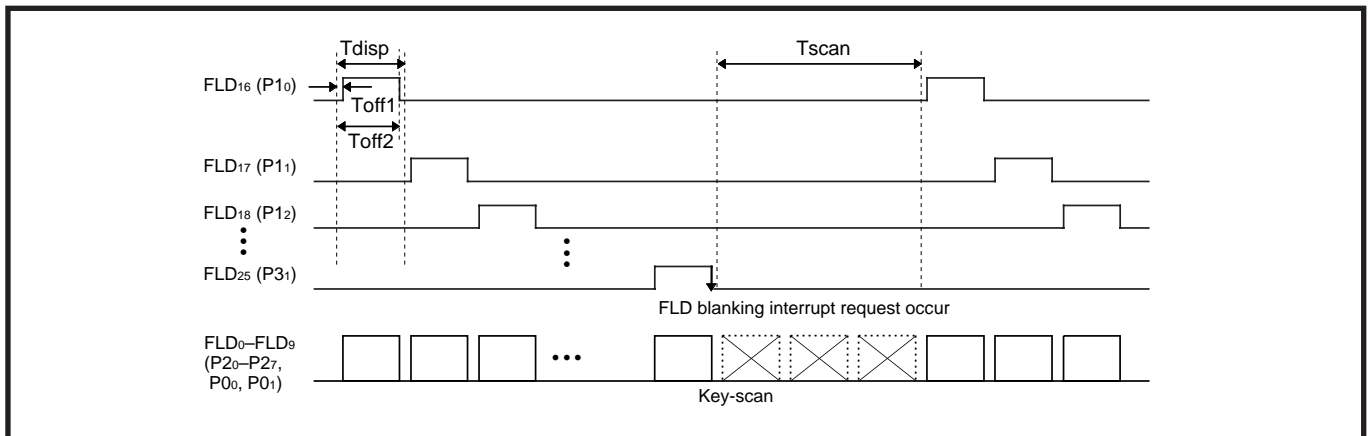 Tdisp
Tscan
FLD16 (P10)
Toff1
Toff2
FLD17 (P11)
FLD18 (P12)
FLD25 (P31)
FLD blanking interrupt request occur
FLD0–FLD9
(P20–P27,
P00, P01)
Key-scan